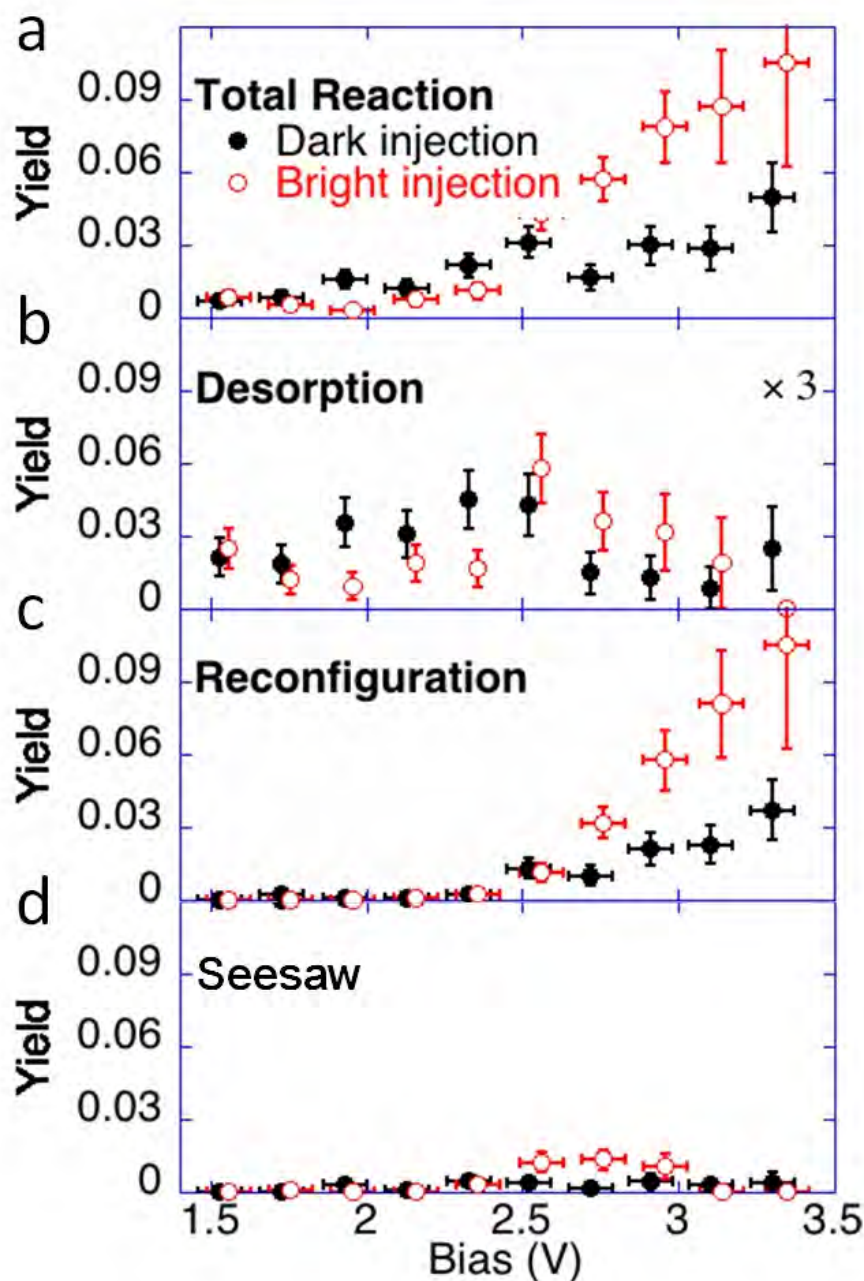 a
0.09
Total Reaction
Dark injection
0.06
Bright injection
Yield
0.03
0
b
0.09
Desorption
× 3
0.06
Yield
0.03
0
c
0.09
Reconfiguration
0.06
Yield
0.03
0
d
0.09
Seesaw
0.06
Yield
0.03
0
1.5 2 2.5 3 3.5
Bias (V)